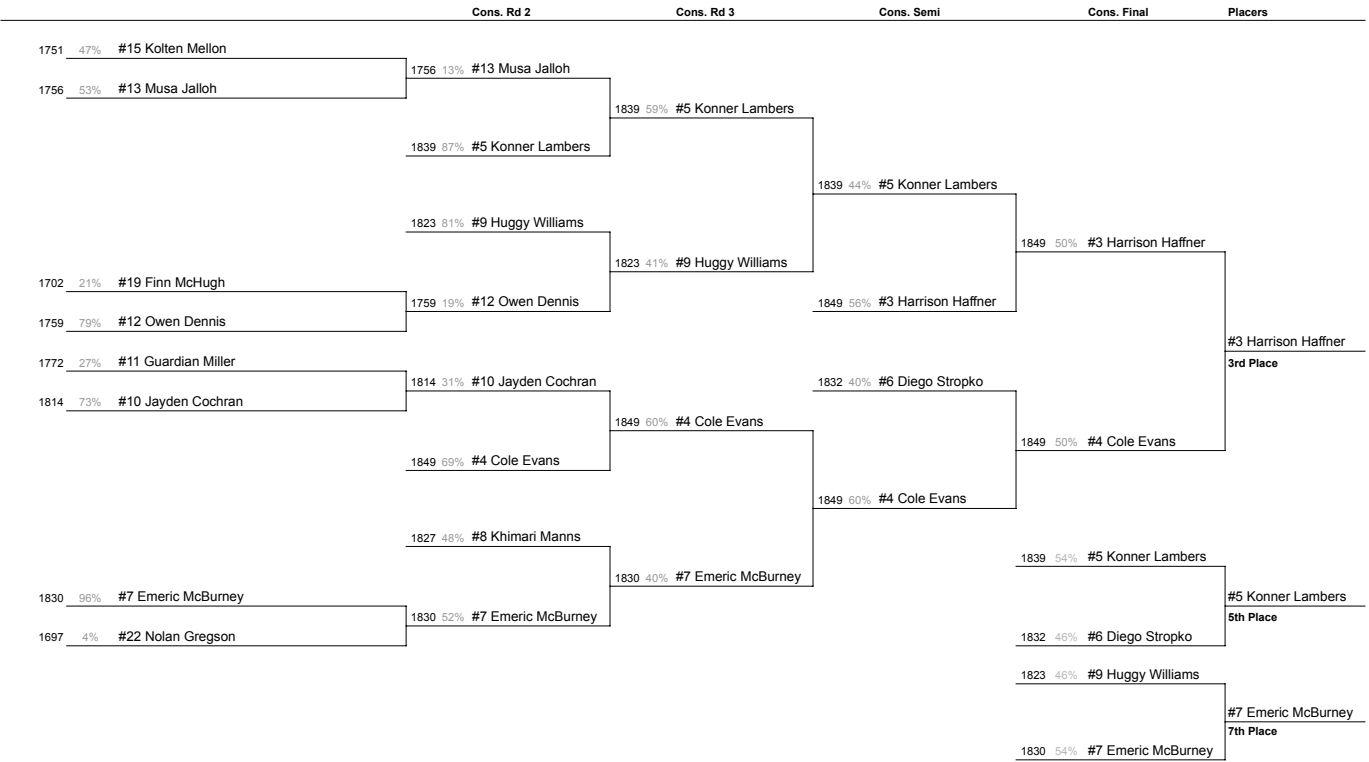 Cons. Rd 2 Cons. Rd 3 Cons. Semi Cons. Final Placers
1751 47% #15 Kolten Mellon
1756 53% #13 Musa Jalloh
1756 13% #13 Musa Jalloh
1839 87% #5 Konner Lambers
1839 59% #5 Konner Lambers
1823 81% #9 Huggy Williams
1702 21% #19 Finn McHugh
1759 79% #12 Owen Dennis
1759 19% #12 Owen Dennis
1823 41% #9 Huggy Williams
1839 44% #5 Konner Lambers
1849 56% #3 Harrison Haffner
1849 50% #3 Harrison Haffner
#3 Harrison Haffner
3rd Place
1772 27% #11 Guardian Miller
1814 73% #10 Jayden Cochran
1814 31% #10 Jayden Cochran
1849 69% #4 Cole Evans
1849 60% #4 Cole Evans
1832 40% #6 Diego Stropko
1849 50% #4 Cole Evans
1849 60% #4 Cole Evans
1827 48% #8 Khimari Manns
1830 96% #7 Emeric McBurney
1697 4% #22 Nolan Gregson
1830 52% #7 Emeric McBurney
1830 40% #7 Emeric McBurney
1839 54% #5 Konner Lambers
1832 46% #6 Diego Stropko
#5 Konner Lambers
5th Place
1823 46% #9 Huggy Williams
1830 54% #7 Emeric McBurney
#7 Emeric McBurney
7th Place